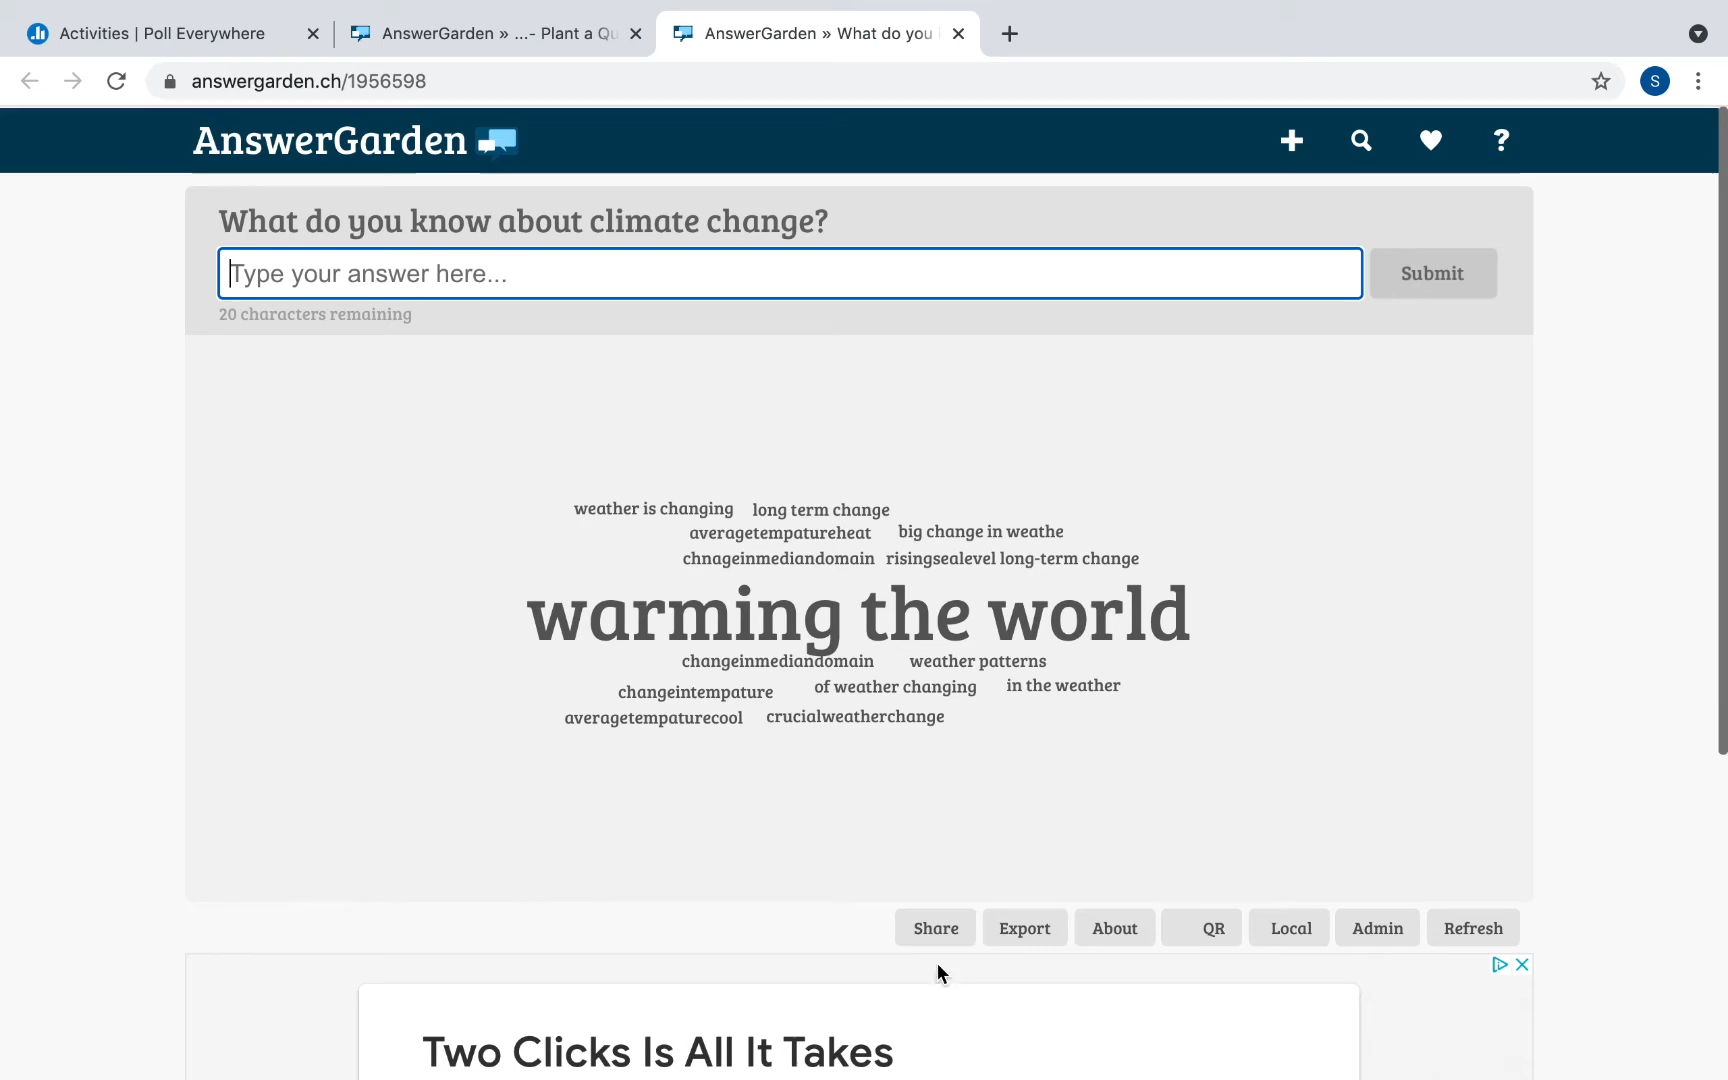 Activities | Poll Everywhere
AnswerGarden » ...- Plant a Qu
AnswerGarden » What do you
answergarden.ch/1956598
S
AnswerGarden
What do you know about climate change?
Type your answer here...
Submit
20 characters remaining
weather is changing long term change
averagetempatureheat big change in weathe
chnageinmediandomain risingsealevel long-term change
warming the world
changeinmediandomain weather patterns
changeintempature of weather changing in the weather
averagetempaturecool crucialweatherchange
Share Export About QR Local Admin Refresh
Two Clicks Is All It Takes